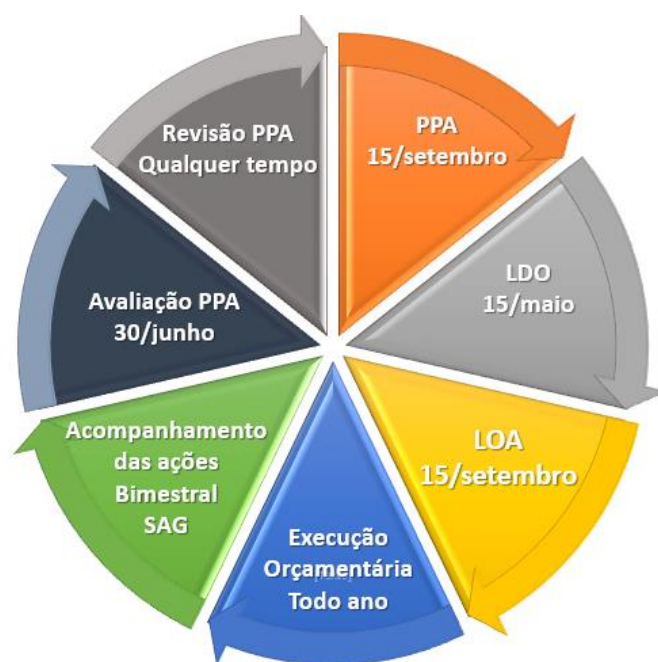 PPA
15/setembro
LDO
15/maio
LOA
15/setembro
Execução
Orçamentária
Todo ano
Acompanhamento
das ações
Bimestral
SAG
Avaliação PPA
30/junho
Revisão PPA
Qualquer tempo